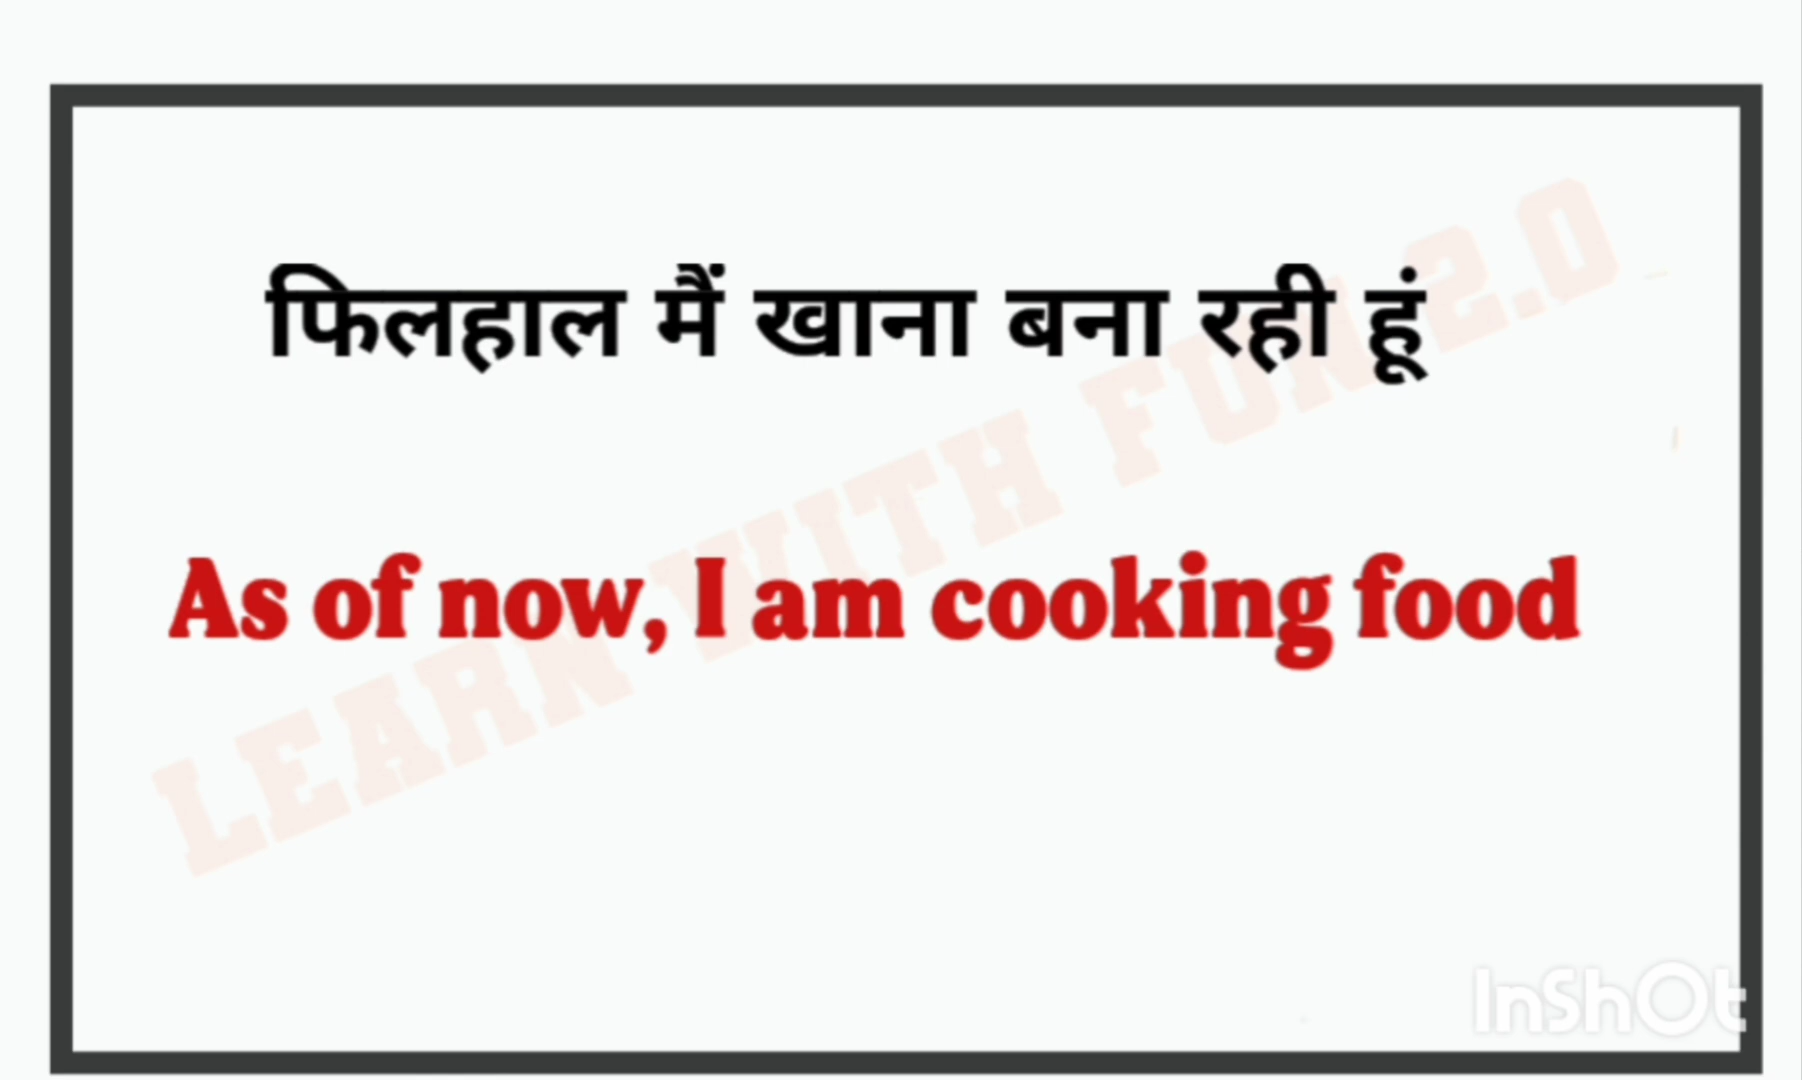 फिलहाल मैं खाना बना रही हूं
As of now, I am cooking food
LEARN WITH FUN 2.0
InShOt